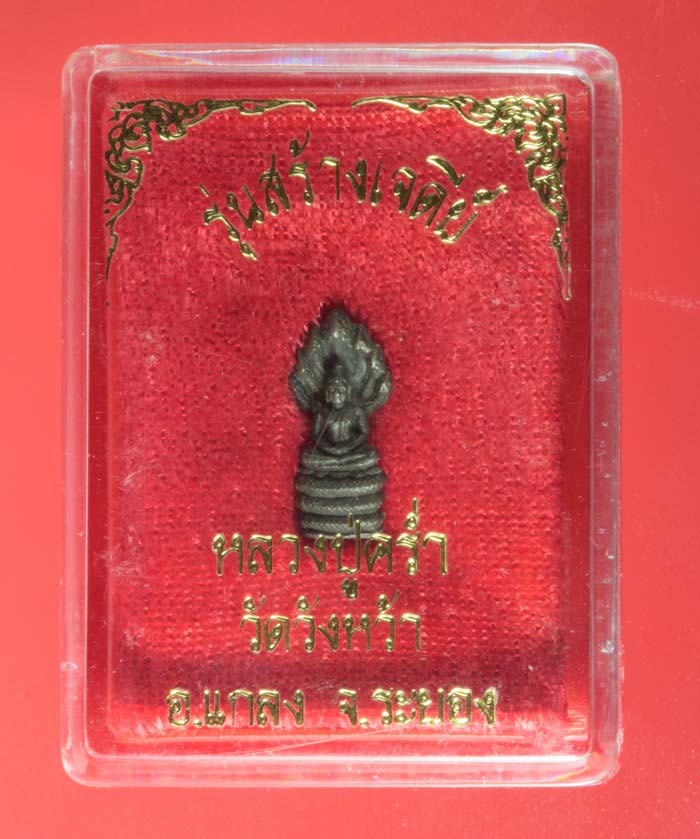 รุ่นสร้างเจดีย์
หลวงปู่คร่ำ
วัดวังหว้า
อ.แกลง จ.ระยอง